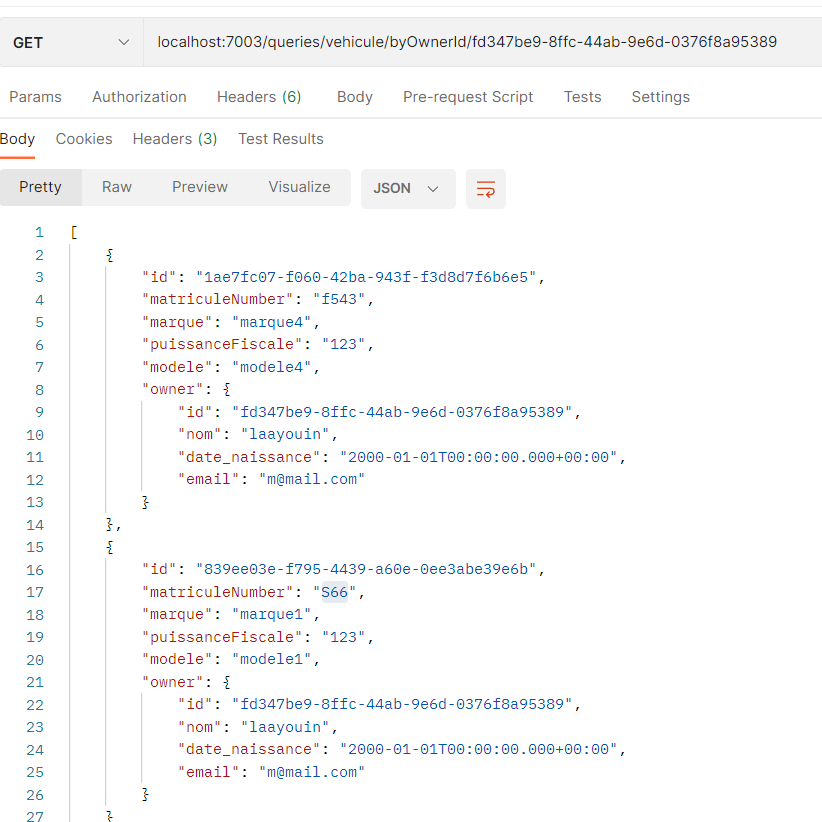 GET localhost:7003/queries/vehicule/byOwnerId/fd347be9-8ffc-44ab-9e6d-0376f8a95389
Params Authorization Headers (6) Body Pre-request Script Tests Settings
Body Cookies Headers (3) Test Results
Pretty Raw Preview Visualize JSON
1 [
2 {
3 "id": "1ae7fc07-f060-42ba-943f-f3d8d7f6b6e5",
4 "matriculeNumber": "f543",
5 "marque": "marque4",
6 "puissanceFiscale": "123",
7 "modele": "modele4",
8 "owner": {
9 "id": "fd347be9-8ffc-44ab-9e6d-0376f8a95389",
10 "nom": "laayouin",
11 "date_naissance": "2000-01-01T00:00:00.000+00:00",
12 "email": "m@mail.com"
13 }
14 },
15 {
16 "id": "839ee03e-f795-4439-a60e-0ee3abe39e6b",
17 "matriculeNumber": "S66",
18 "marque": "marque1",
19 "puissanceFiscale": "123",
20 "modele": "modele1",
21 "owner": {
22 "id": "fd347be9-8ffc-44ab-9e6d-0376f8a95389",
23 "nom": "laayouin",
24 "date_naissance": "2000-01-01T00:00:00.000+00:00",
25 "email": "m@mail.com"
26 }
27 }